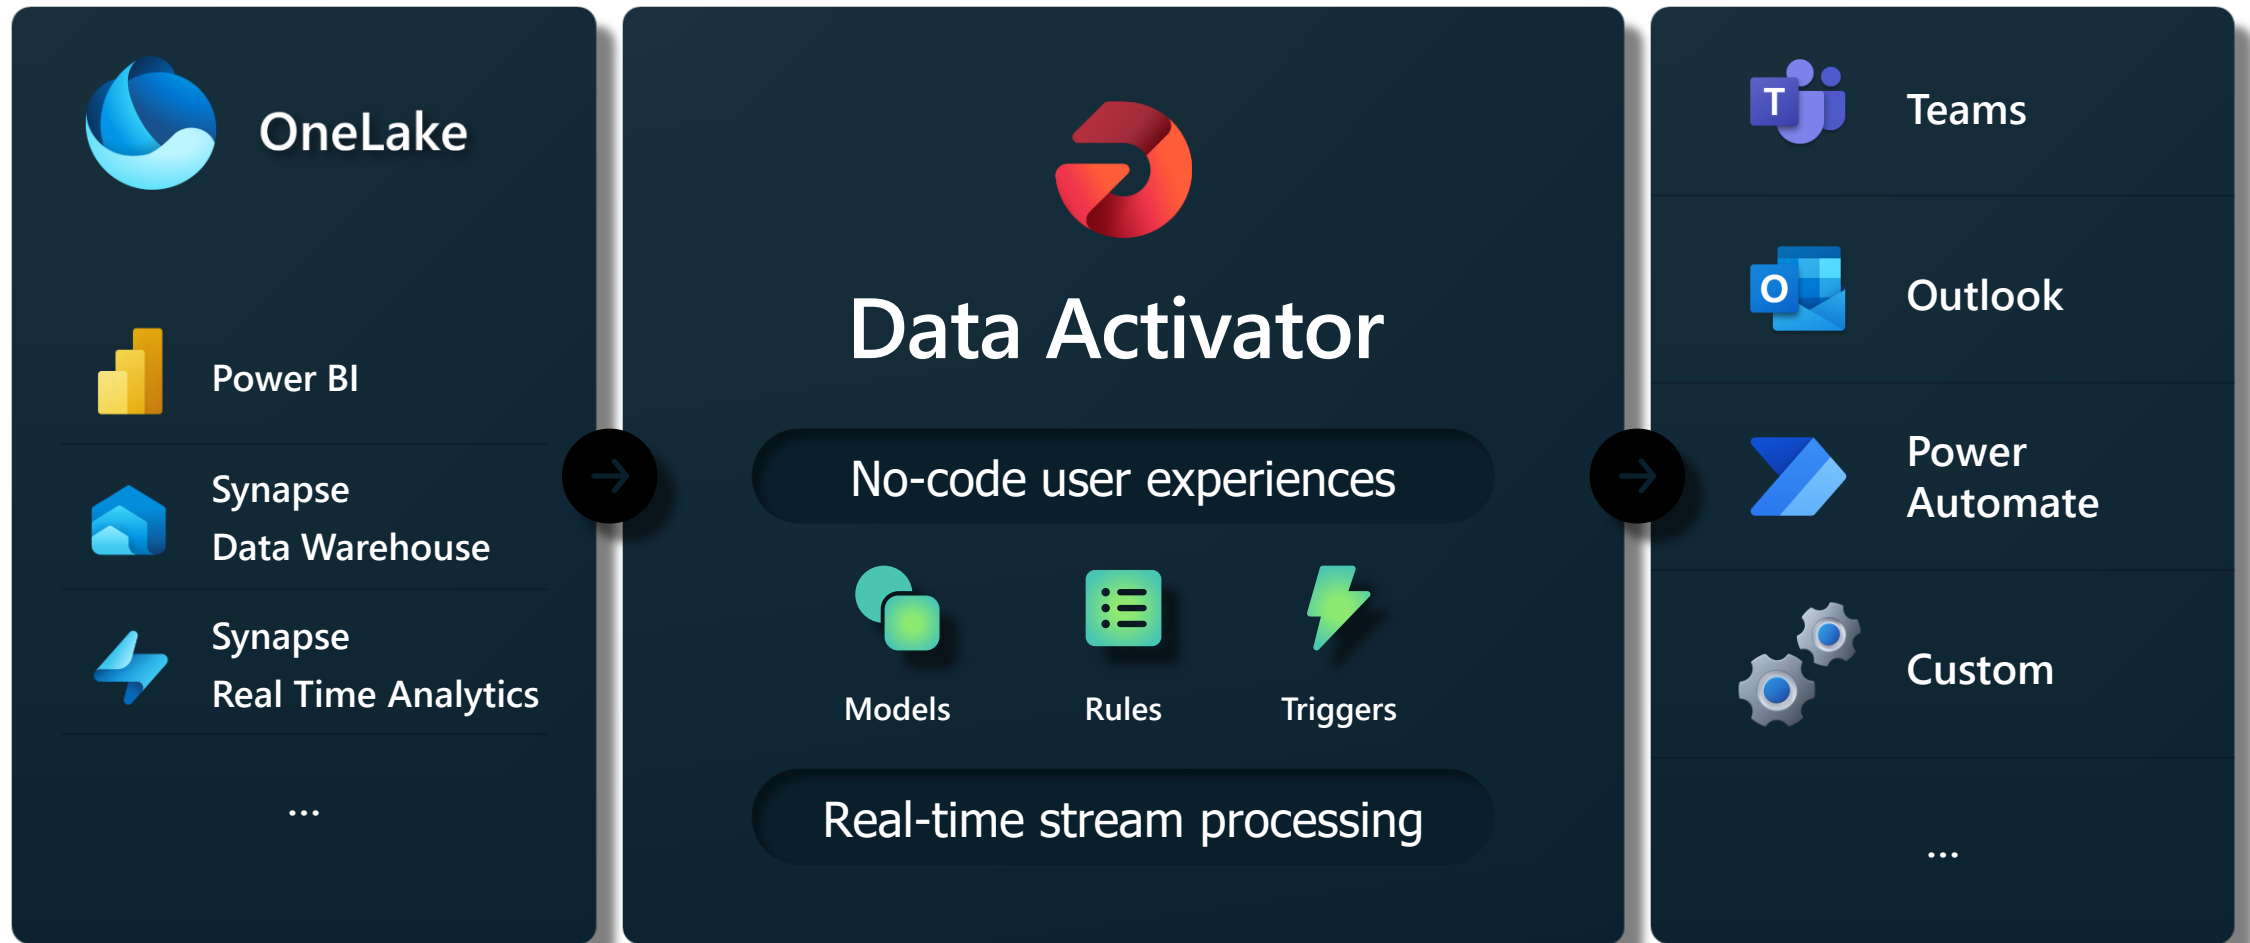 OneLake
Power BI
Synapse
Data Warehouse
Synapse
Real Time Analytics
...
Data Activator
No-code user experiences
Models
Rules
Triggers
Real-time stream processing
T
Teams
O
Outlook
Power
Automate
Custom
...